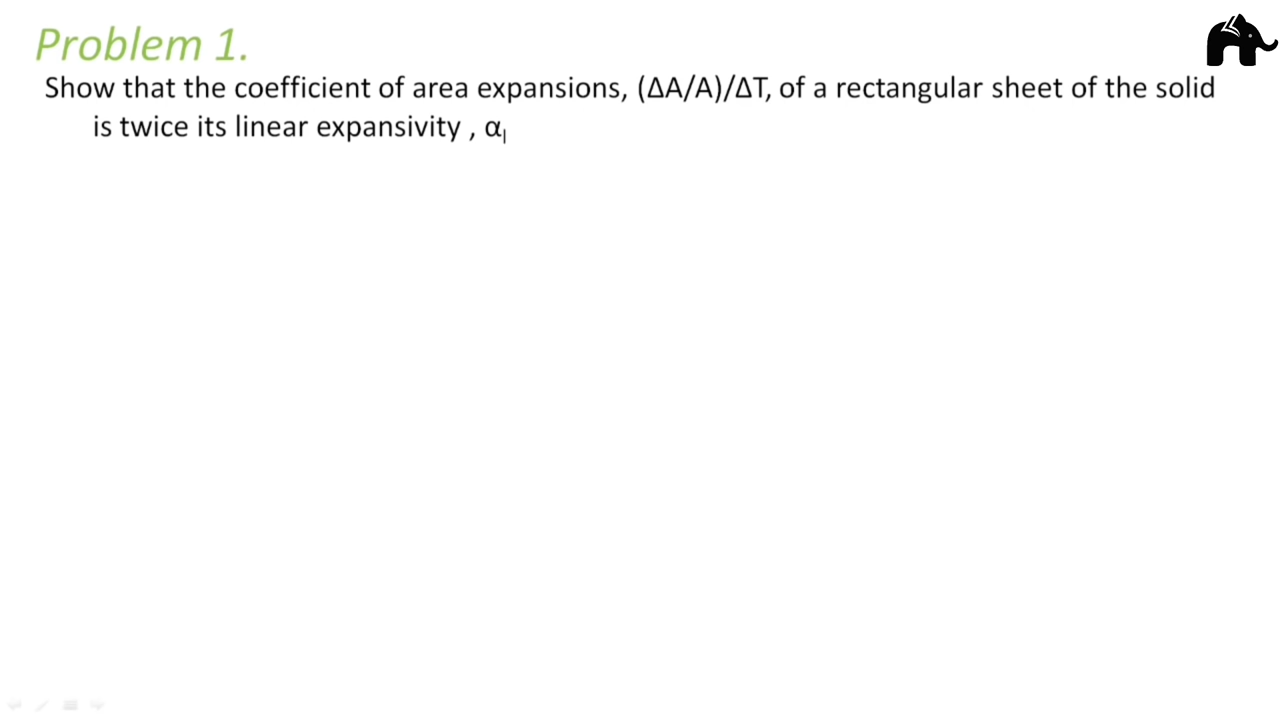 Problem 1.
Show that the coefficient of area expansions, (ΔA/A)/ΔT, of a rectangular sheet of the solid
is twice its linear expansivity , αₗ